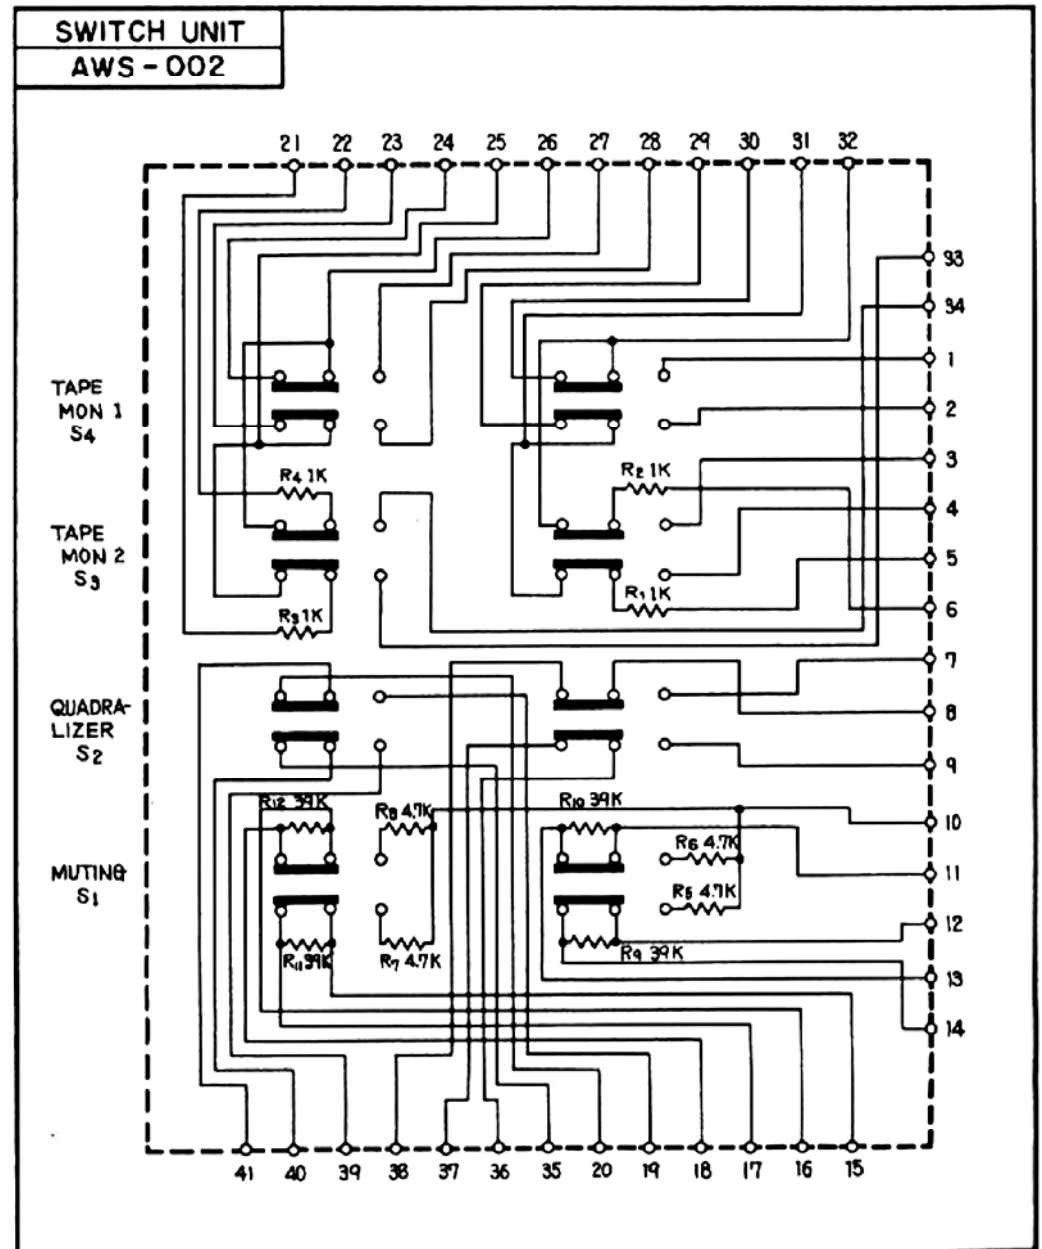 SWITCH UNIT
AWS-002
21 22 23 24 25 26 27 28 29 30 31 32
33
34
1
TAPE
MON 1
S4
2
3
R4 1K
R2 1K
4
TAPE
MON 2
S3
5
R1 1K
6
R3 1K
7
QUADRA-
LIZER
S2
8
9
R12 39K
R8 4.7K
R10 39K
10
R6 4.7K
MUTING
S1
11
R5 4.7K
12
R11 39K
R7 4.7K
R9 39K
13
14
41 40 39 38 37 36 35 20 19 18 17 16 15